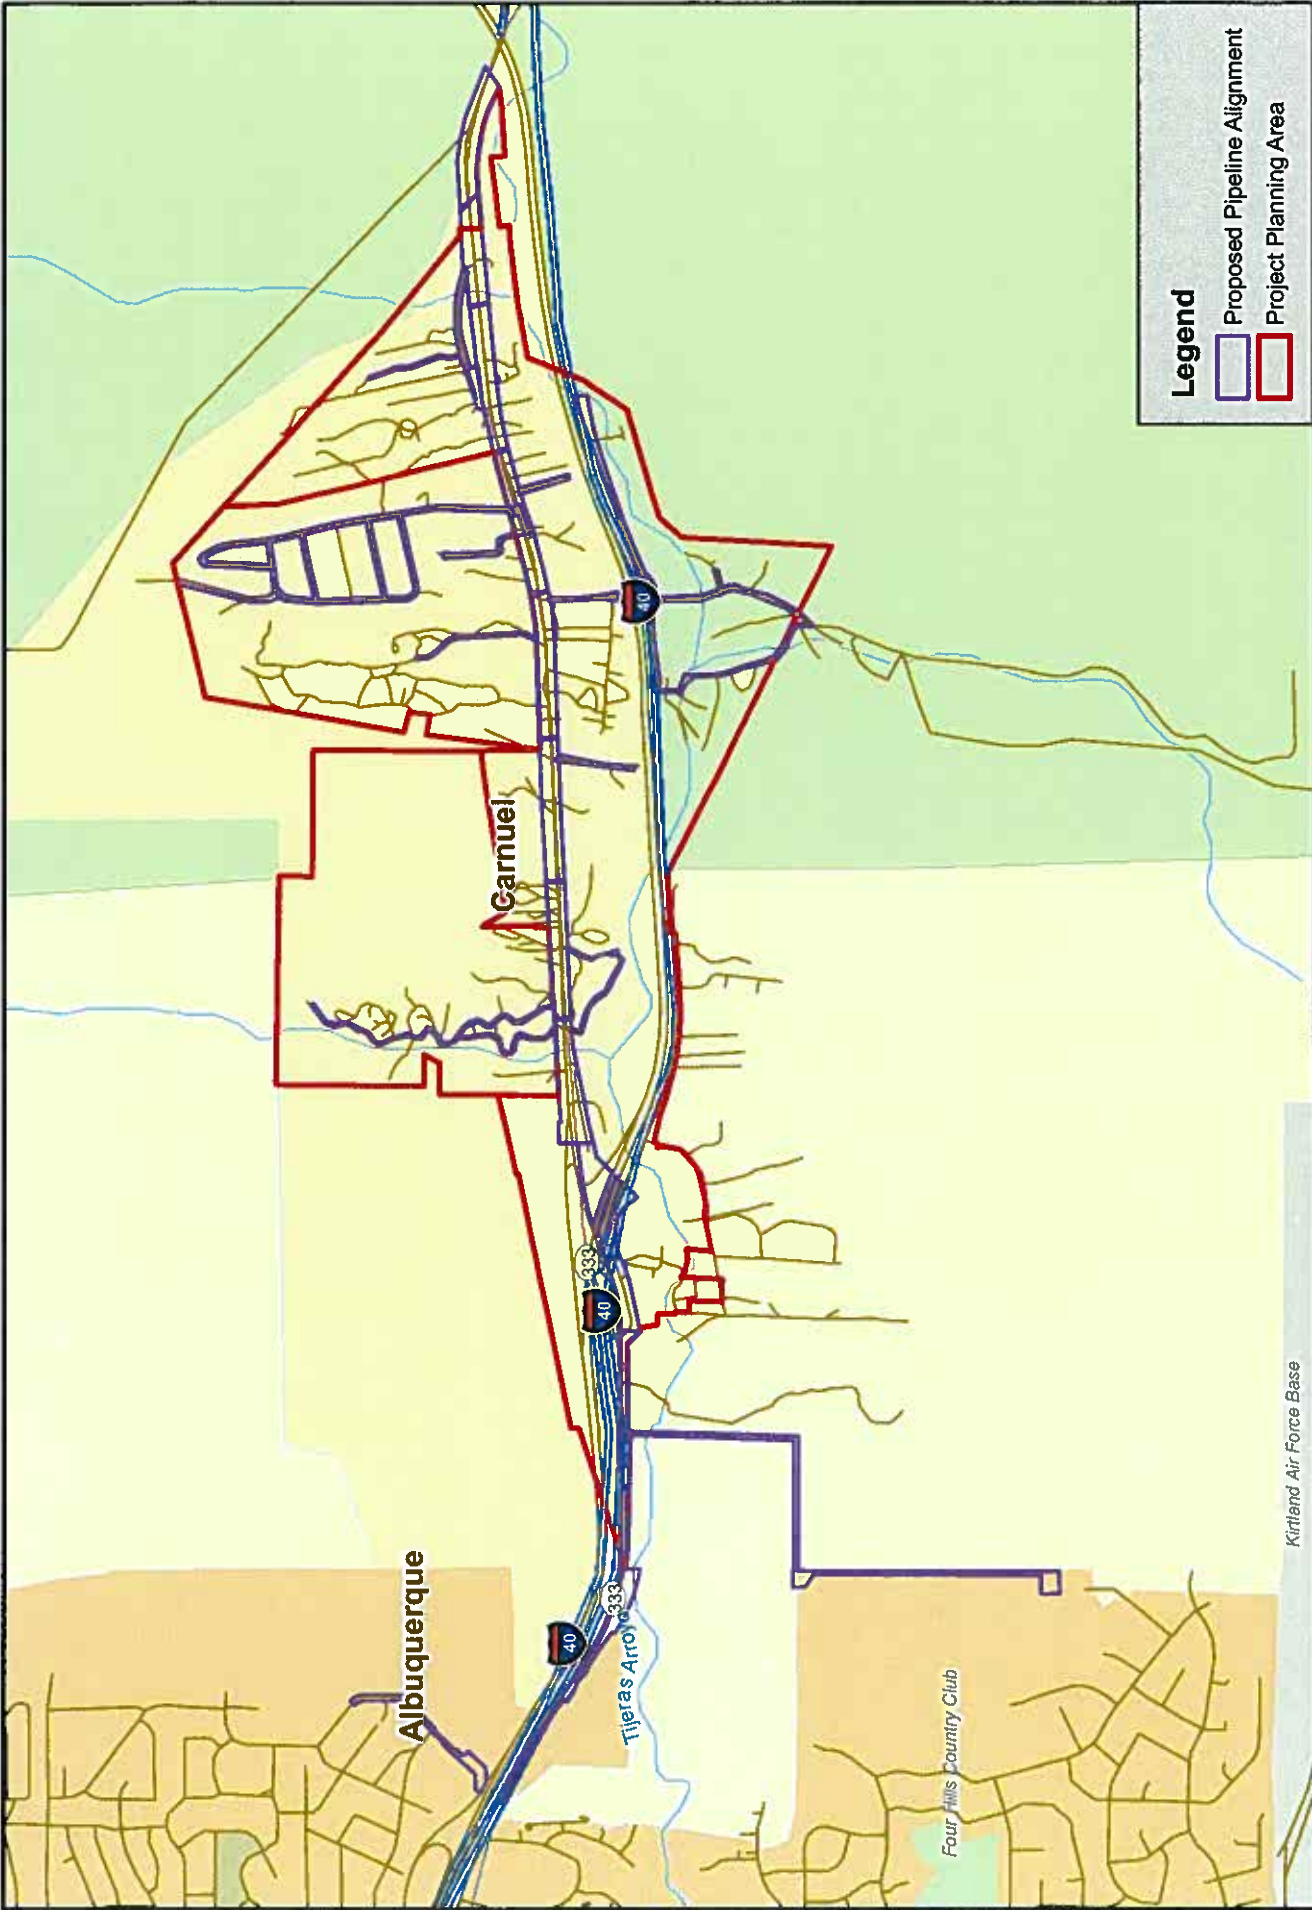 Albuquerque
40
333
Tijeras Arroyo
Four Hills Country Club
Kirtland Air Force Base
333
40
Carnuel
40
Legend
Proposed Pipeline Alignment
Project Planning Area